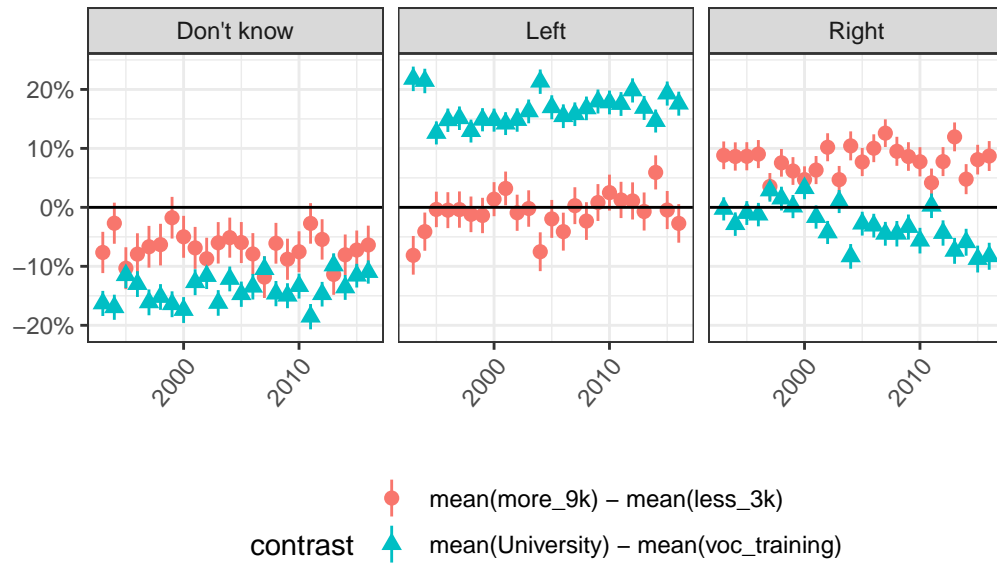 Don't know
Left
Right
20%
10%
0%
−10%
−20%
2000
2010
2000
2010
2000
2010
contrast
mean(more_9k) − mean(less_3k)
mean(University) − mean(voc_training)